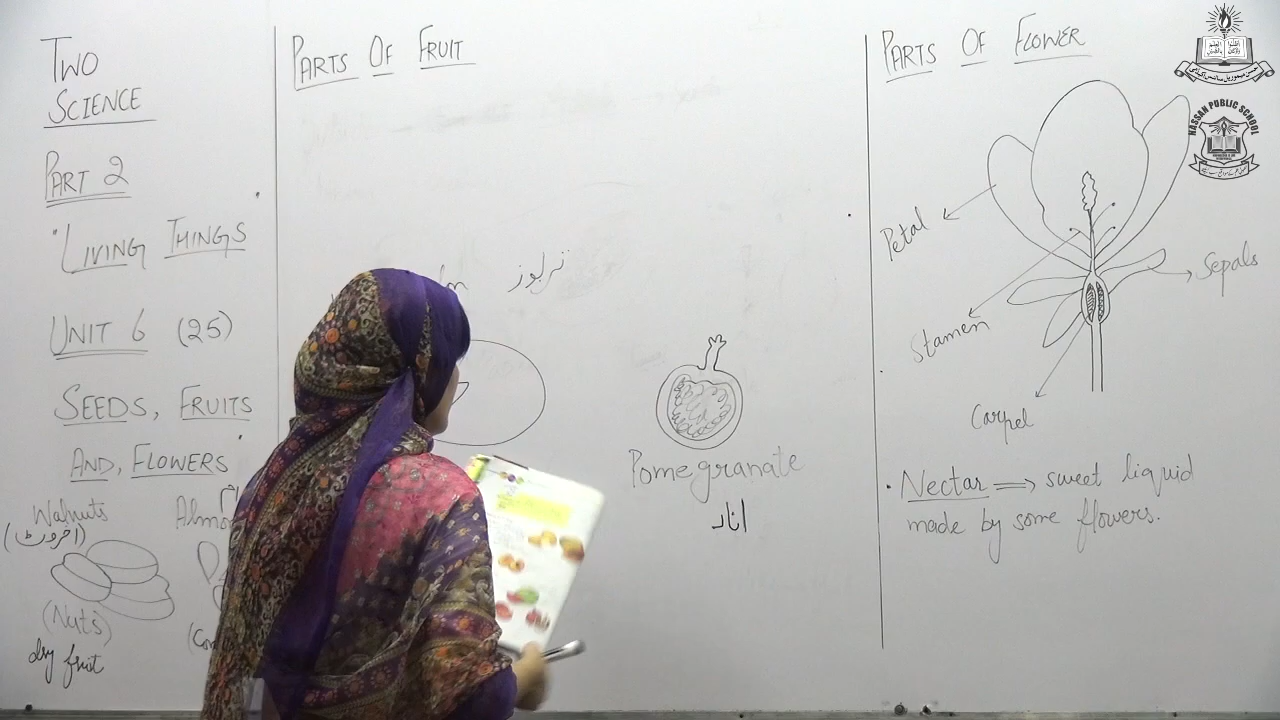 TWO
SCIENCE
PART 2
"LIVING THINGS
UNIT 6 (25)
SEEDS, FRUITS
AND, FLOWERS
Walnuts
(اخروٹ)
(Nuts)
dry fruit
PARTS OF FRUIT
تربوز
Pomegranate
انار
PARTS OF FLOWER
Petal
Sepals
Stamen
Carpel
• Nectar ⟹ sweet liquid
made by some flowers.
HASSAN PUBLIC SCHOOL